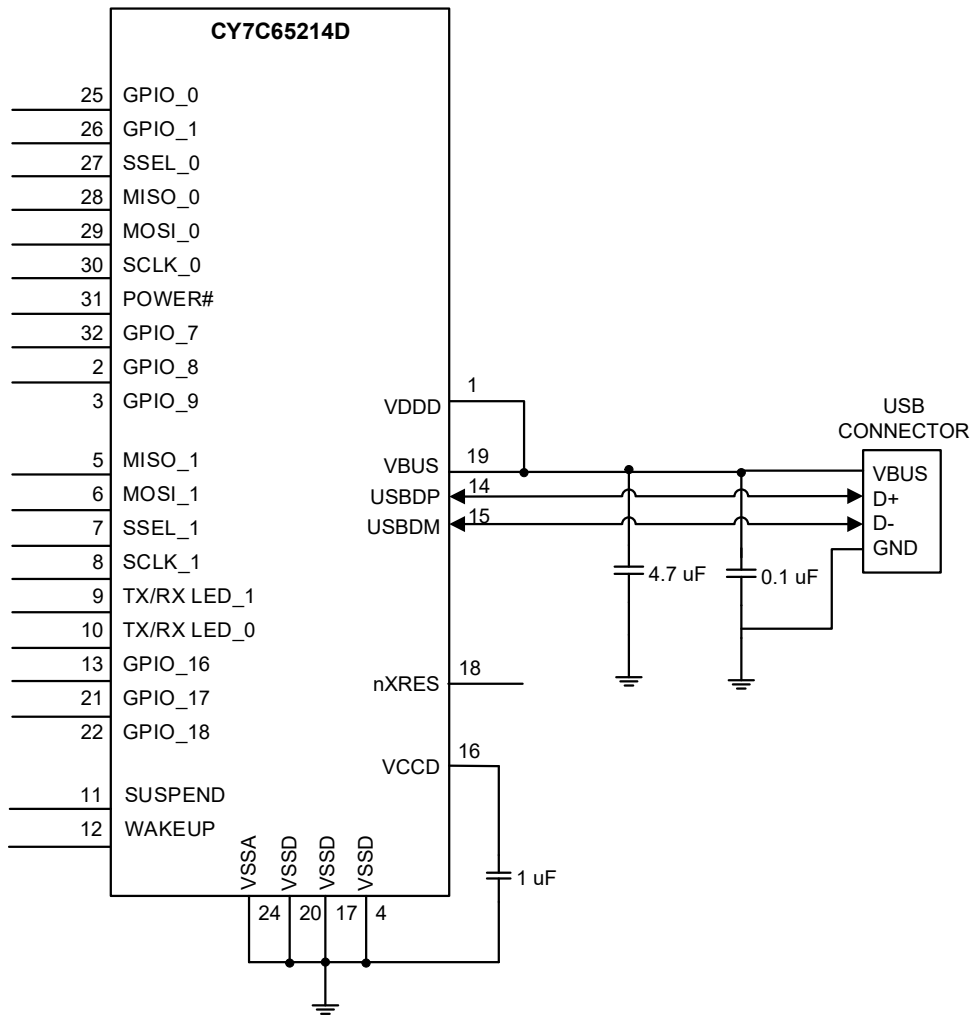 CY7C65214D
25 GPIO_0
26 GPIO_1
27 SSEL_0
28 MISO_0
29 MOSI_0
30 SCLK_0
31 POWER#
32 GPIO_7
2 GPIO_8
3 GPIO_9
5 MISO_1
6 MOSI_1
7 SSEL_1
8 SCLK_1
9 TX/RX LED_1
10 TX/RX LED_0
13 GPIO_16
21 GPIO_17
22 GPIO_18
11 SUSPEND
12 WAKEUP
VDDD 1
VBUS 19
USBDP 14
USBDM 15
nXRES 18
VCCD 16
VSSA
VSSD
VSSD
VSSD
24 20 17 4
1 uF
4.7 uF
0.1 uF
USB
CONNECTOR
VBUS
D+
D-
GND